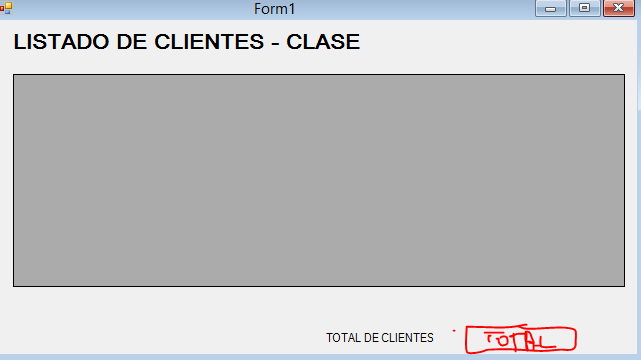 Form1
LISTADO DE CLIENTES - CLASE
TOTAL DE CLIENTES TOTAL